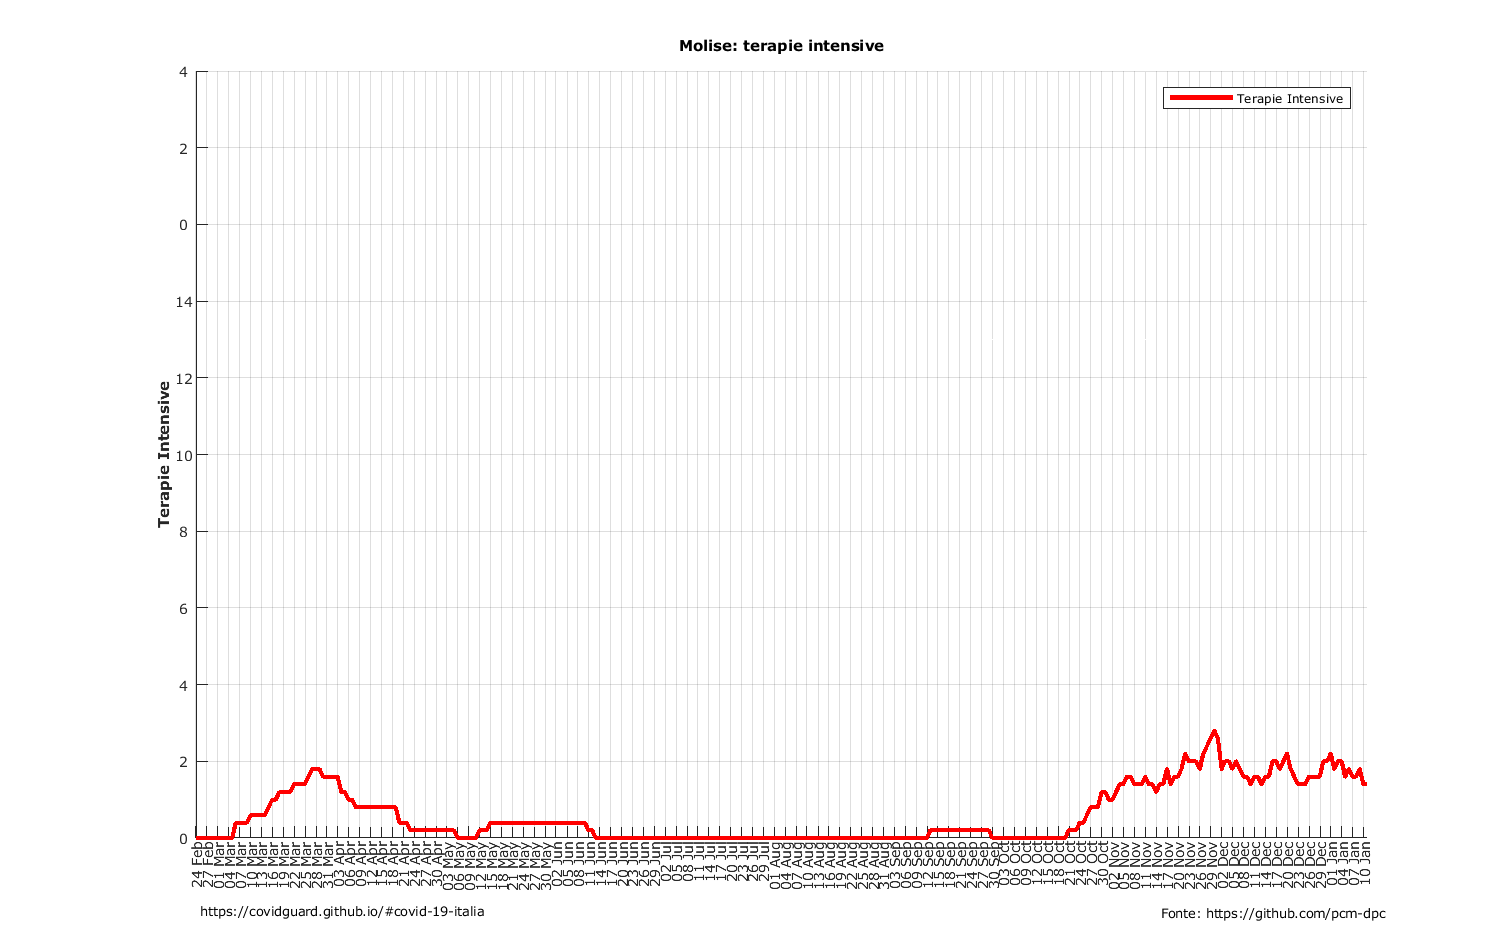 Molise: terapie intensive
Terapie Intensive
Terapie Intensive
4
2
0
14
12
10
8
6
4
2
0
24 Feb
27 Feb
01 Mar
04 Mar
07 Mar
10 Mar
13 Mar
16 Mar
19 Mar
22 Mar
25 Mar
28 Mar
31 Mar
03 Apr
06 Apr
09 Apr
12 Apr
15 Apr
18 Apr
21 Apr
24 Apr
27 Apr
30 Apr
03 May
06 May
09 May
12 May
15 May
18 May
21 May
24 May
27 May
30 May
02 Jun
05 Jun
08 Jun
11 Jun
14 Jun
17 Jun
20 Jun
23 Jun
26 Jun
29 Jun
02 Jul
05 Jul
08 Jul
11 Jul
14 Jul
17 Jul
20 Jul
23 Jul
26 Jul
29 Jul
01 Aug
04 Aug
07 Aug
10 Aug
13 Aug
16 Aug
19 Aug
22 Aug
25 Aug
28 Aug
31 Aug
03 Sep
06 Sep
09 Sep
12 Sep
15 Sep
18 Sep
21 Sep
24 Sep
27 Sep
30 Sep
03 Oct
06 Oct
09 Oct
12 Oct
15 Oct
18 Oct
21 Oct
24 Oct
27 Oct
30 Oct
02 Nov
05 Nov
08 Nov
11 Nov
14 Nov
17 Nov
20 Nov
23 Nov
26 Nov
29 Nov
02 Dec
05 Dec
08 Dec
11 Dec
14 Dec
17 Dec
20 Dec
23 Dec
26 Dec
29 Dec
01 Jan
04 Jan
07 Jan
10 Jan
https://covidguard.github.io/#covid-19-italia
Fonte: https://github.com/pcm-dpc